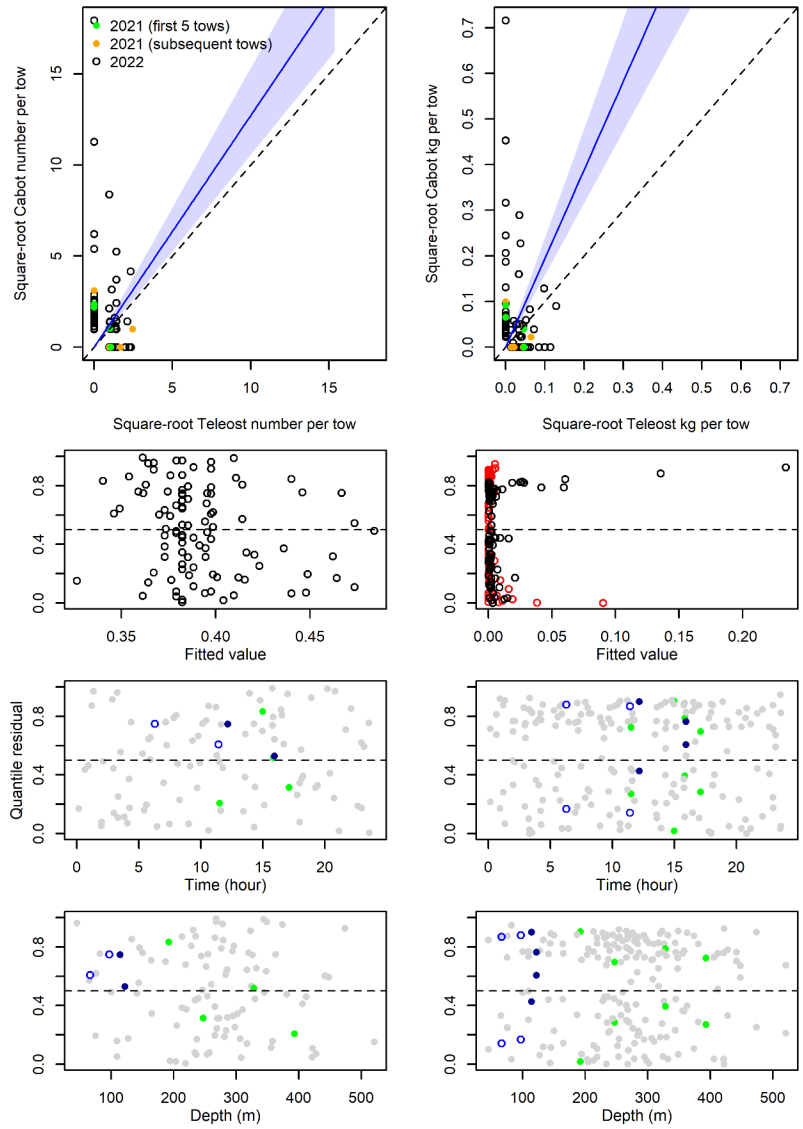 Square-root Cabot number per tow
15
10
5
0
2021 (first 5 tows)
2021 (subsequent tows)
2022
0 5 10 15
Square-root Teleost number per tow
Square-root Cabot kg per tow
0.7
0.6
0.5
0.4
0.3
0.2
0.1
0.0
0.0 0.1 0.2 0.3 0.4 0.5 0.6 0.7
Square-root Teleost kg per tow
0.8
0.4
0.0
0.35 0.40 0.45
Fitted value
0.8
0.4
0.0
0.00 0.05 0.10 0.15 0.20
Fitted value
Quantile residual
0.8
0.4
0.0
0 5 10 15 20
Time (hour)
0.8
0.4
0.0
0 5 10 15 20
Time (hour)
0.8
0.4
0.0
100 200 300 400 500
Depth (m)
0.8
0.4
0.0
100 200 300 400 500
Depth (m)